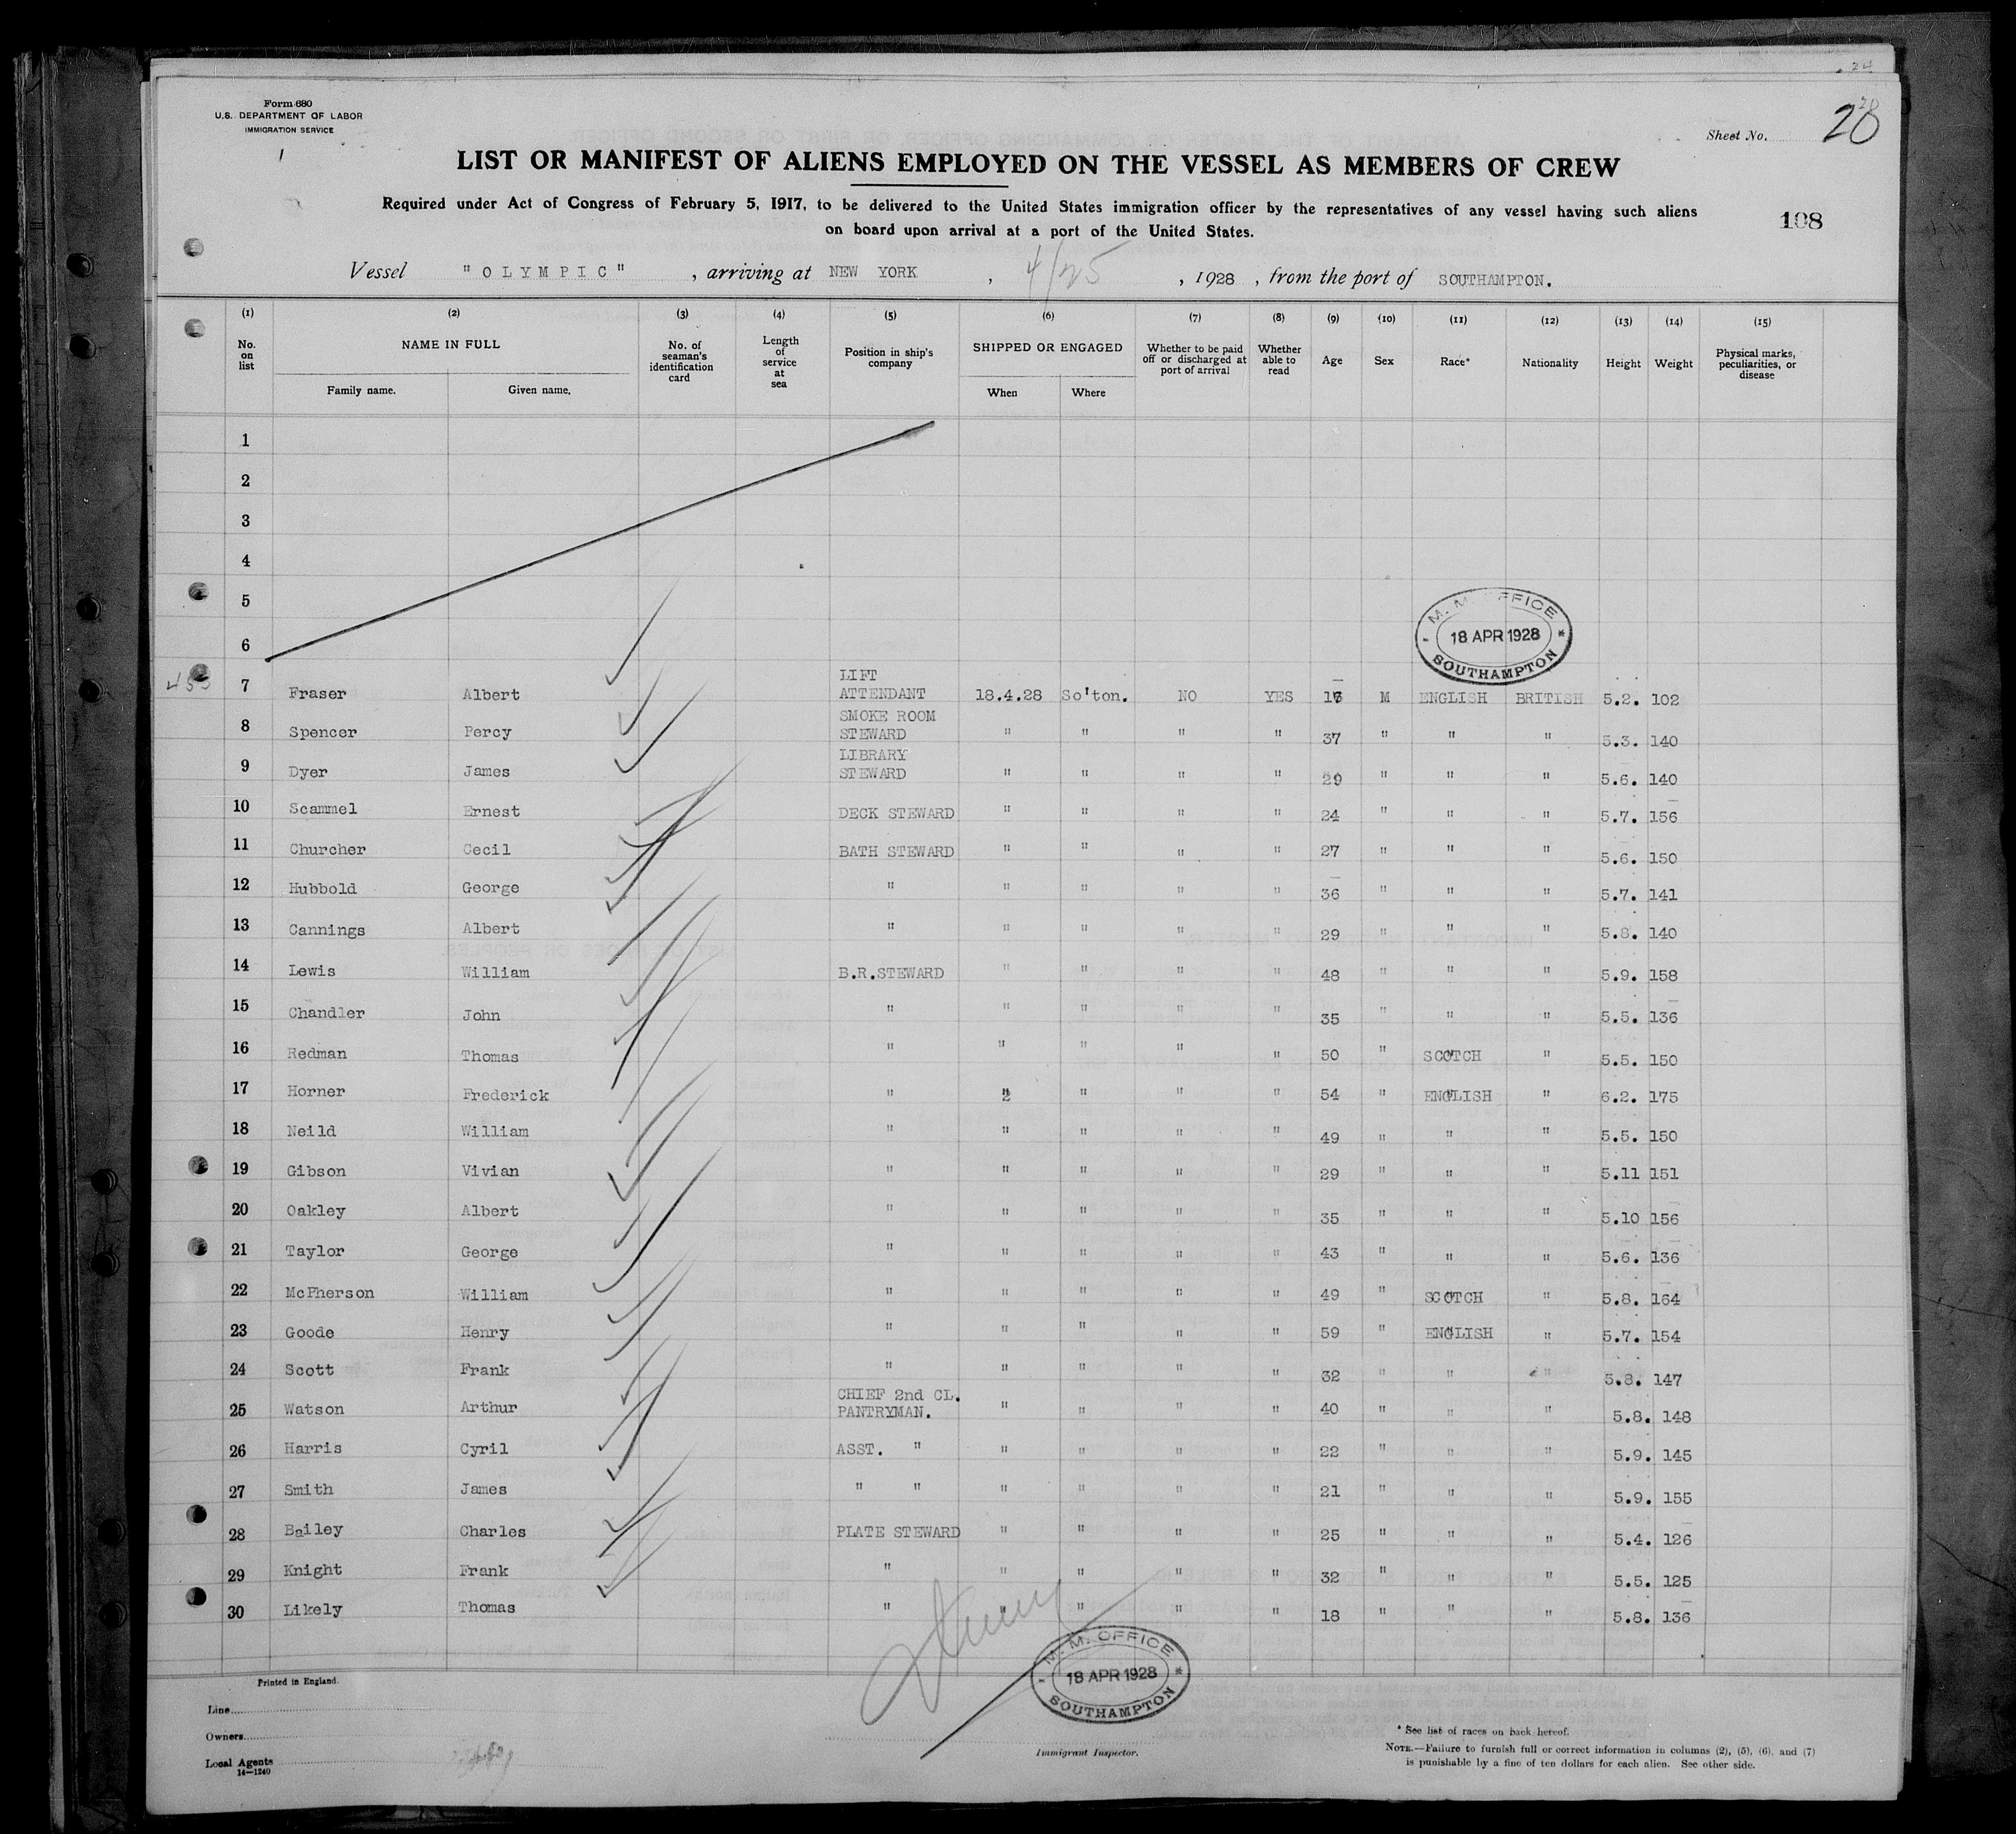 24
Form 680
U.S. DEPARTMENT OF LABOR
IMMIGRATION SERVICE
Sheet No. 28
LIST OR MANIFEST OF ALIENS EMPLOYED ON THE VESSEL AS MEMBERS OF CREW
Required under Act of Congress of February 5, 1917, to be delivered to the United States immigration officer by the representatives of any vessel having such aliens
on board upon arrival at a port of the United States.
108
Vessel "OLYMPIC", arriving at NEW YORK, 4/25, 1928, from the port of SOUTHAMPTON.
(1) (2) (3) (4) (5) (6) (7) (8) (9) (10) (11) (12) (13) (14) (15)
No. on list NAME IN FULL Family name. Given name. No. of seaman's identification card Length of service at sea Position in ship's company SHIPPED OR ENGAGED When Where Whether to be paid off or discharged at port of arrival Whether able to read Age Sex Race* Nationality Height Weight Physical marks, peculiarities, or disease
1
2
3
4
5
6
M. M. OFFICE
18 APR 1928
SOUTHAMPTON
7 Fraser Albert LIFT ATTENDANT 18.4.28 So'ton. NO YES M ENGLISH BRITISH 5.2. 102
8 Spencer Percy SMOKE ROOM STEWARD " " " " 37 " " " 5.3. 140
9 Dyer James LIBRARY STEWARD " " " " 29 " " " 5.6. 140
10 Scammel Ernest DECK STEWARD " " " " 24 " " " 5.7. 156
11 Churcher Cecil BATH STEWARD " " " " 27 " " " 5.6. 150
12 Hubbold George " " " " " 36 " " " 5.7. 141
13 Cannings Albert " " " " " 29 " " " 5.8. 140
14 Lewis William B.R.STEWARD " " " " 48 " " " 5.9. 158
15 Chandler John " " " " " 35 " " " 5.5. 136
16 Redman Thomas " " " " " 50 " SCOTCH " 5.5. 150
17 Horner Frederick " " " " " 54 " ENGLISH " 6.2. 175
18 Neild William " " " " " 49 " " " 5.5. 150
19 Gibson Vivian " " " " " 29 " " " 5.11 151
20 Oakley Albert " " " " " 35 " " " 5.10 156
21 Taylor George " " " " " 43 " " " 5.6. 136
22 McPherson William " " " " " 49 " SCOTCH " 5.8. 164
23 Goode Henry " " " " " 59 " ENGLISH " 5.7. 154
24 Scott Frank " " " " " 32 " " " 5.8. 147
25 Watson Arthur CHIEF 2nd CL. PANTRYMAN. " " " " 40 " " " 5.8. 148
26 Harris Cyril ASST. " " " " " 22 " " " 5.9. 145
27 Smith James " " " " " " 21 " " " 5.9. 155
28 Bailey Charles PLATE STEWARD " " " " 25 " " " 5.4. 126
29 Knight Frank " " " " " 32 " " " 5.5. 125
30 Likely Thomas " " " " " 18 " " " 5.8. 136
M. M. OFFICE
18 APR 1928
SOUTHAMPTON
Printed in England.
Line
Owners
Local Agents
14—1240
Immigrant Inspector.
* See list of races on back hereof.
NOTE.—Failure to furnish full or correct information in columns (2), (5), (6), and (7)
is punishable by a fine of ten dollars for each alien. See other side.